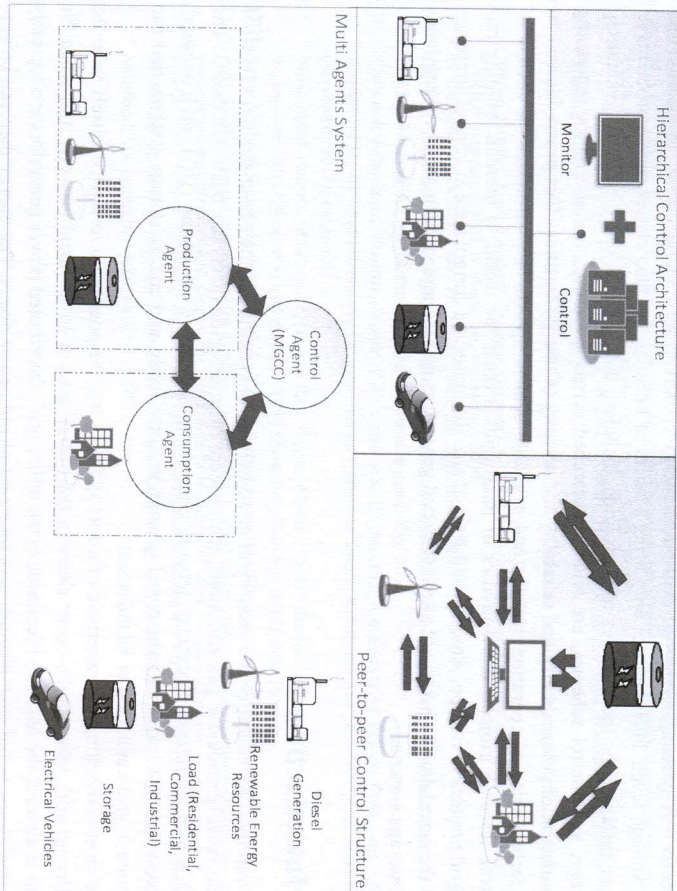 Hierarchical Control Architecture
Monitor
Control
Peer-to-peer Control Structure
Multi Agents System
Control
Agent
(MGCC)
Production
Agent
Consumption
Agent
Diesel
Generation
Renewable Energy
Resources
Load (Residential,
Commercial,
Industrial)
Storage
Electrical Vehicles